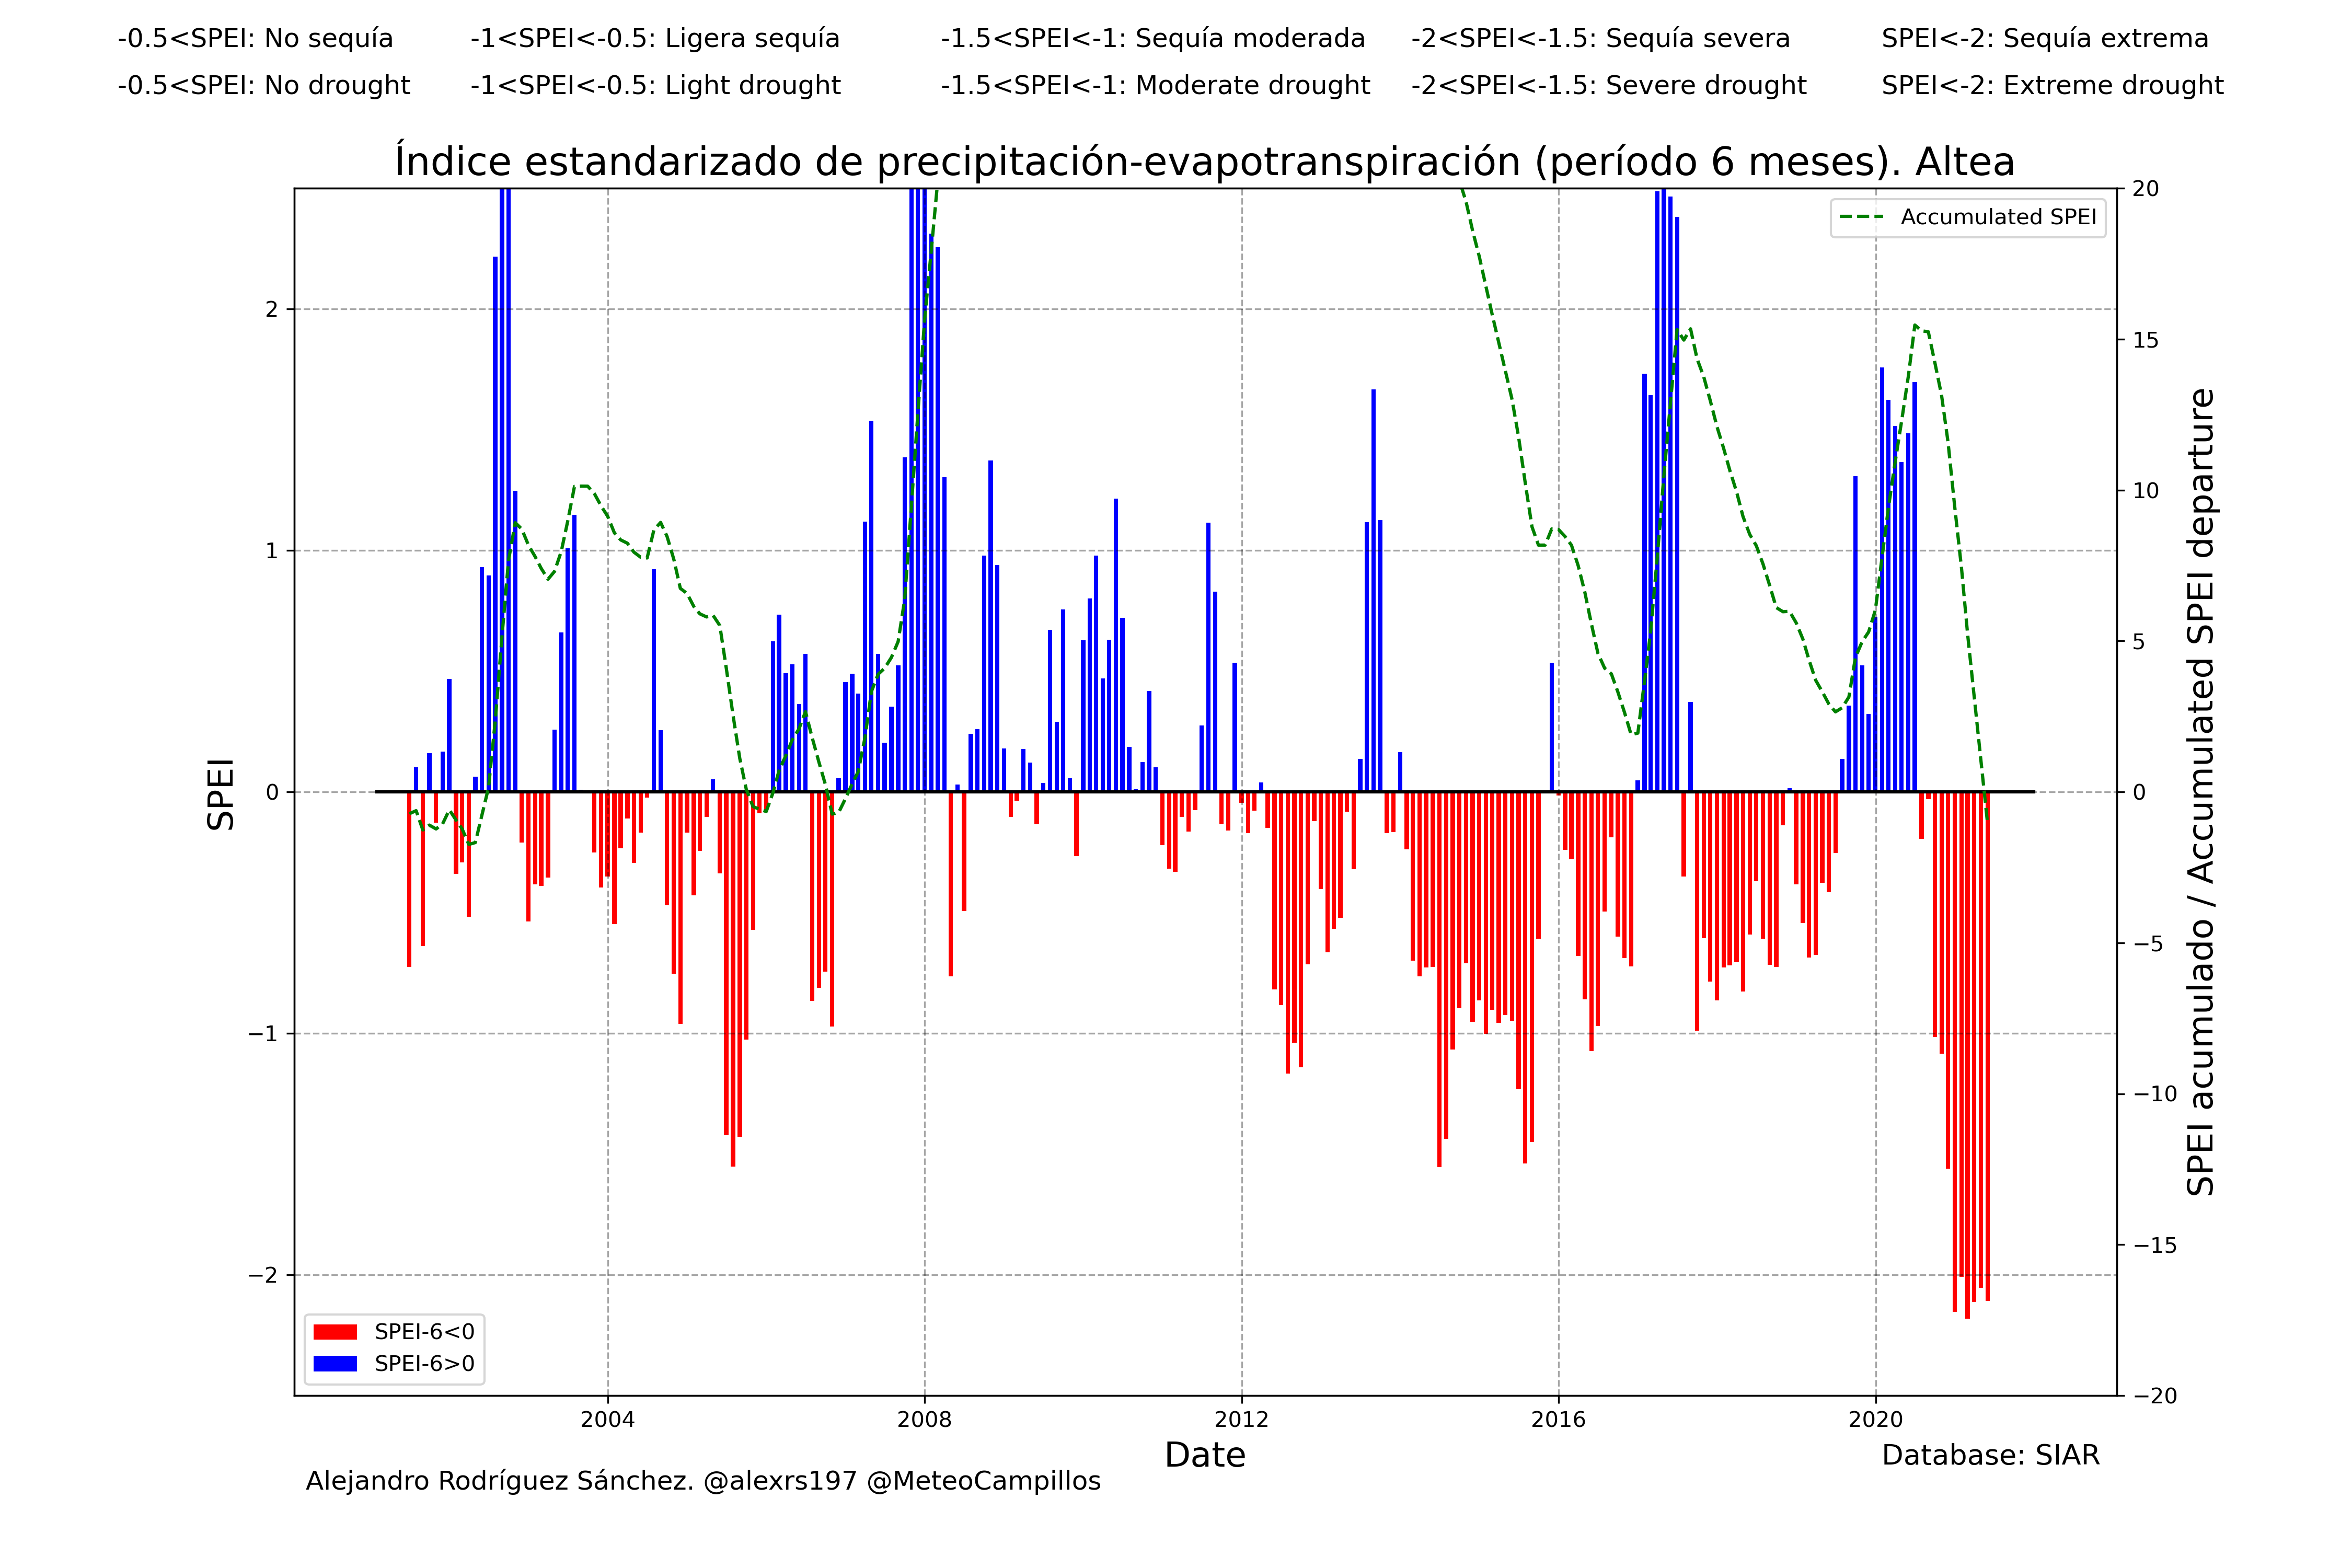 -0.5<SPEI: No sequía -1<SPEI<-0.5: Ligera sequía -1.5<SPEI<-1: Sequía moderada -2<SPEI<-1.5: Sequía severa SPEI<-2: Sequía extrema
-0.5<SPEI: No drought -1<SPEI<-0.5: Light drought -1.5<SPEI<-1: Moderate drought -2<SPEI<-1.5: Severe drought SPEI<-2: Extreme drought
Índice estandarizado de precipitación-evapotranspiración (período 6 meses). Altea
Accumulated SPEI
SPEI
2
1
0
−1
−2
20
15
10
5
0
−5
−10
−15
−20
SPEI acumulado / Accumulated SPEI departure
SPEI-6<0
SPEI-6>0
2004 2008 2012 2016 2020
Date
Database: SIAR
Alejandro Rodríguez Sánchez. @alexrs197 @MeteoCampillos